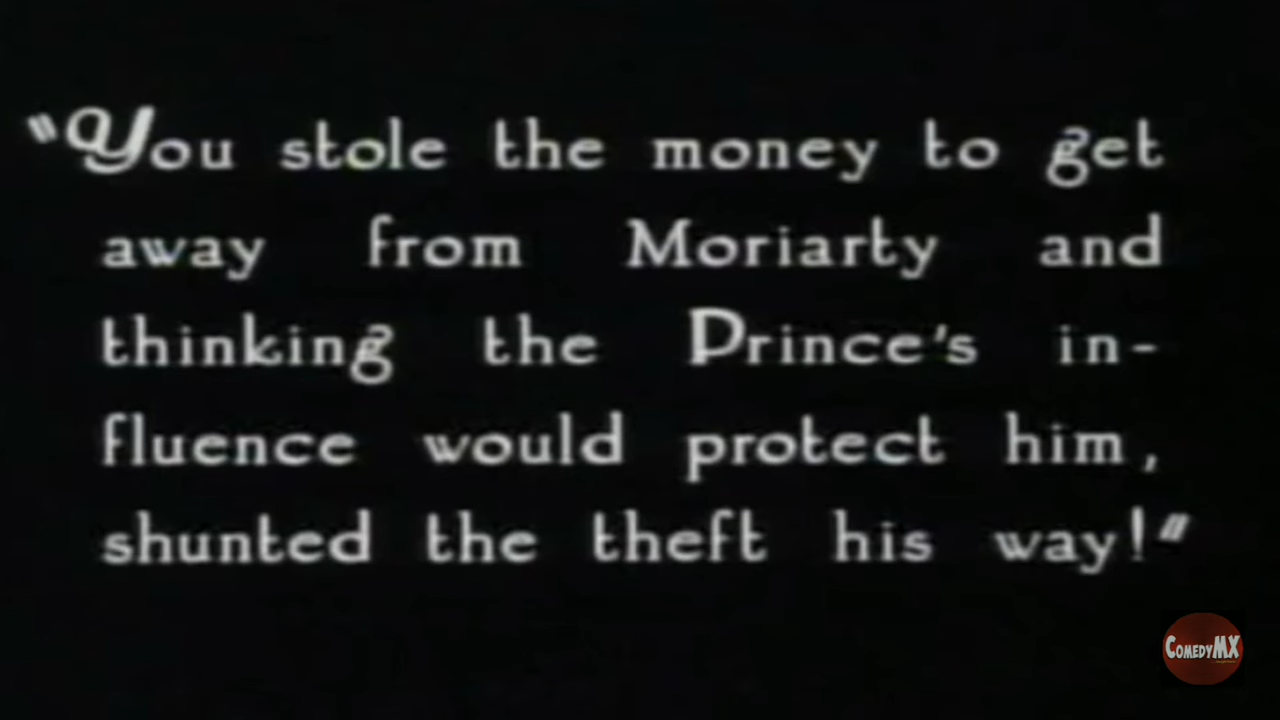 "You stole the money to get
away from Moriarty and
thinking the Prince's in-
fluence would protect him,
shunted the theft his way!"
COMEDYMX